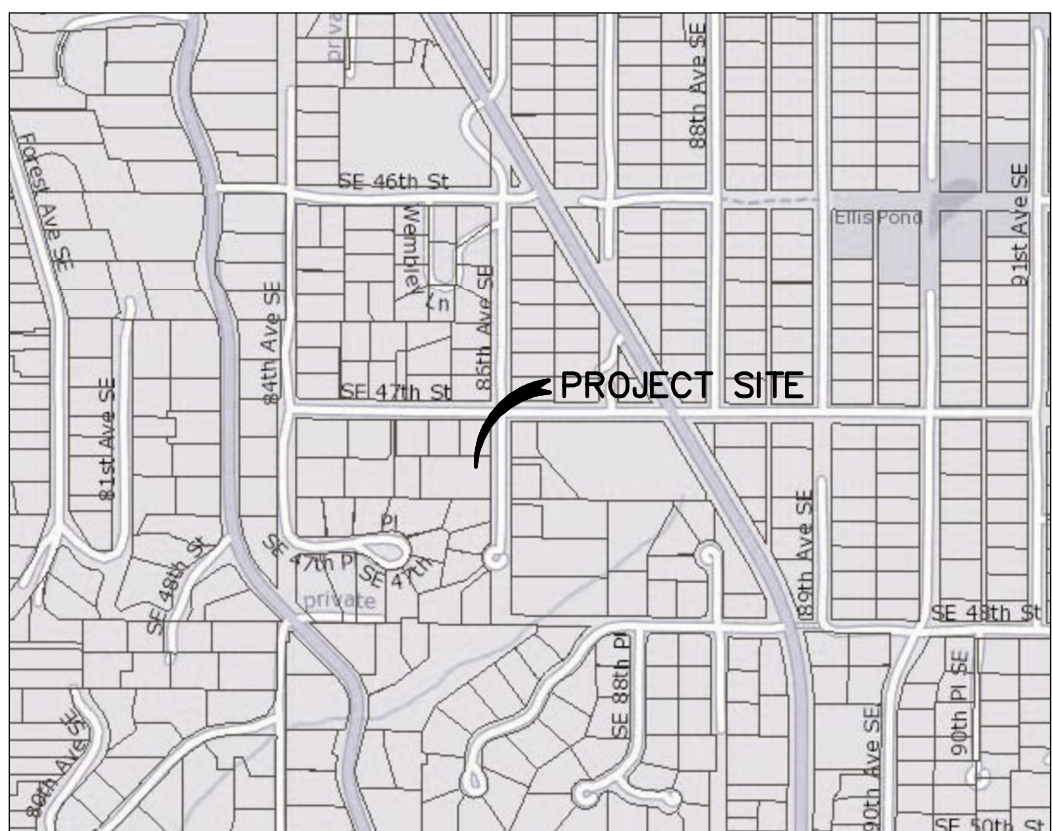 priva
88th Ave SE
Forest Ave SE
SE 46th St
Wembley
Ln
Ellis Pond
91st Ave SE
84th Ave SE
86th Ave SE
81st Ave SE
SE 47th St
PROJECT SITE
Pl
SE 47th P
SE 47th
SE 48th St
private
89th Ave SE
SE 48th St
SE 88th Pl
90th Pl SE
80th Ave SE
90th Ave SE
SE 50th St